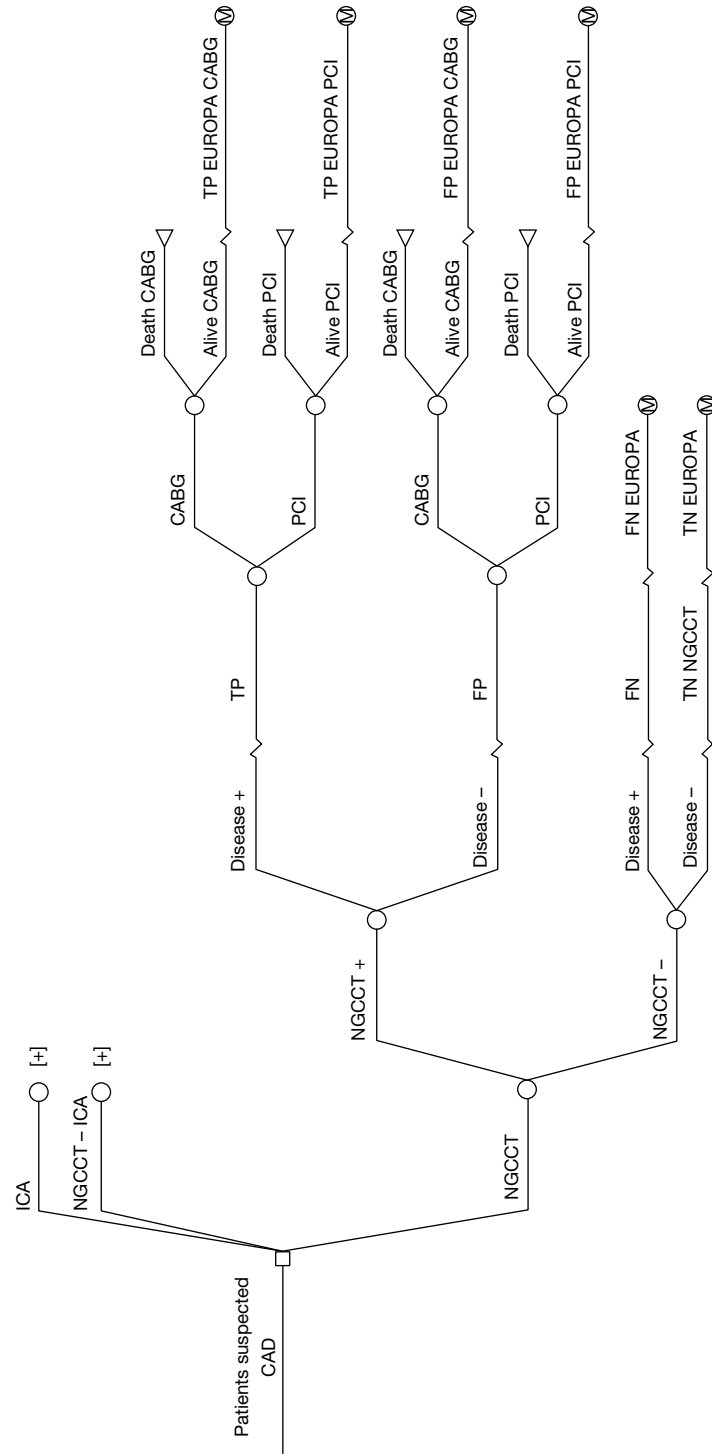 Patients suspected
CAD
ICA
[+]
NGCCT – ICA
[+]
NGCCT
NGCCT +
Disease +
TP
CABG
Death CABG
Alive CABG
TP EUROPA CABG
M
PCI
Death PCI
Alive PCI
TP EUROPA PCI
M
Disease –
FP
CABG
Death CABG
Alive CABG
FP EUROPA CABG
M
PCI
Death PCI
Alive PCI
FP EUROPA PCI
M
NGCCT –
Disease +
FN
FN EUROPA
M
Disease –
TN NGCCT
TN EUROPA
M